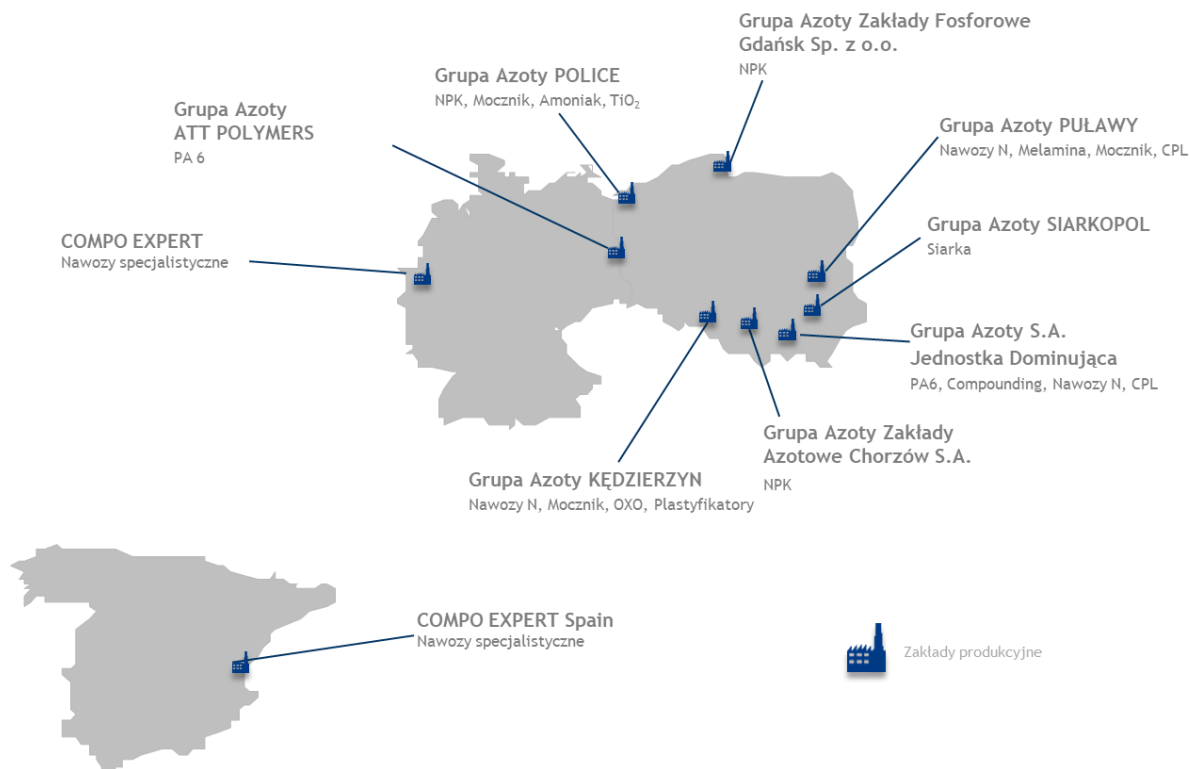 Grupa Azoty Zakłady Fosforowe
Gdańsk Sp. z o.o.
NPK
Grupa Azoty POLICE
NPK, Mocznik, Amoniak, TiO₂
Grupa Azoty
ATT POLYMERS
PA 6
Grupa Azoty PUŁAWY
Nawozy N, Melamina, Mocznik, CPL
COMPO EXPERT
Nawozy specjalistyczne
Grupa Azoty SIARKOPOL
Siarka
Grupa Azoty S.A.
Jednostka Dominująca
PA6, Compounding, Nawozy N, CPL
Grupa Azoty Zakłady
Azotowe Chorzów S.A.
NPK
Grupa Azoty KĘDZIERZYN
Nawozy N, Mocznik, OXO, Plastyfikatory
COMPO EXPERT Spain
Nawozy specjalistyczne
Zakłady produkcyjne